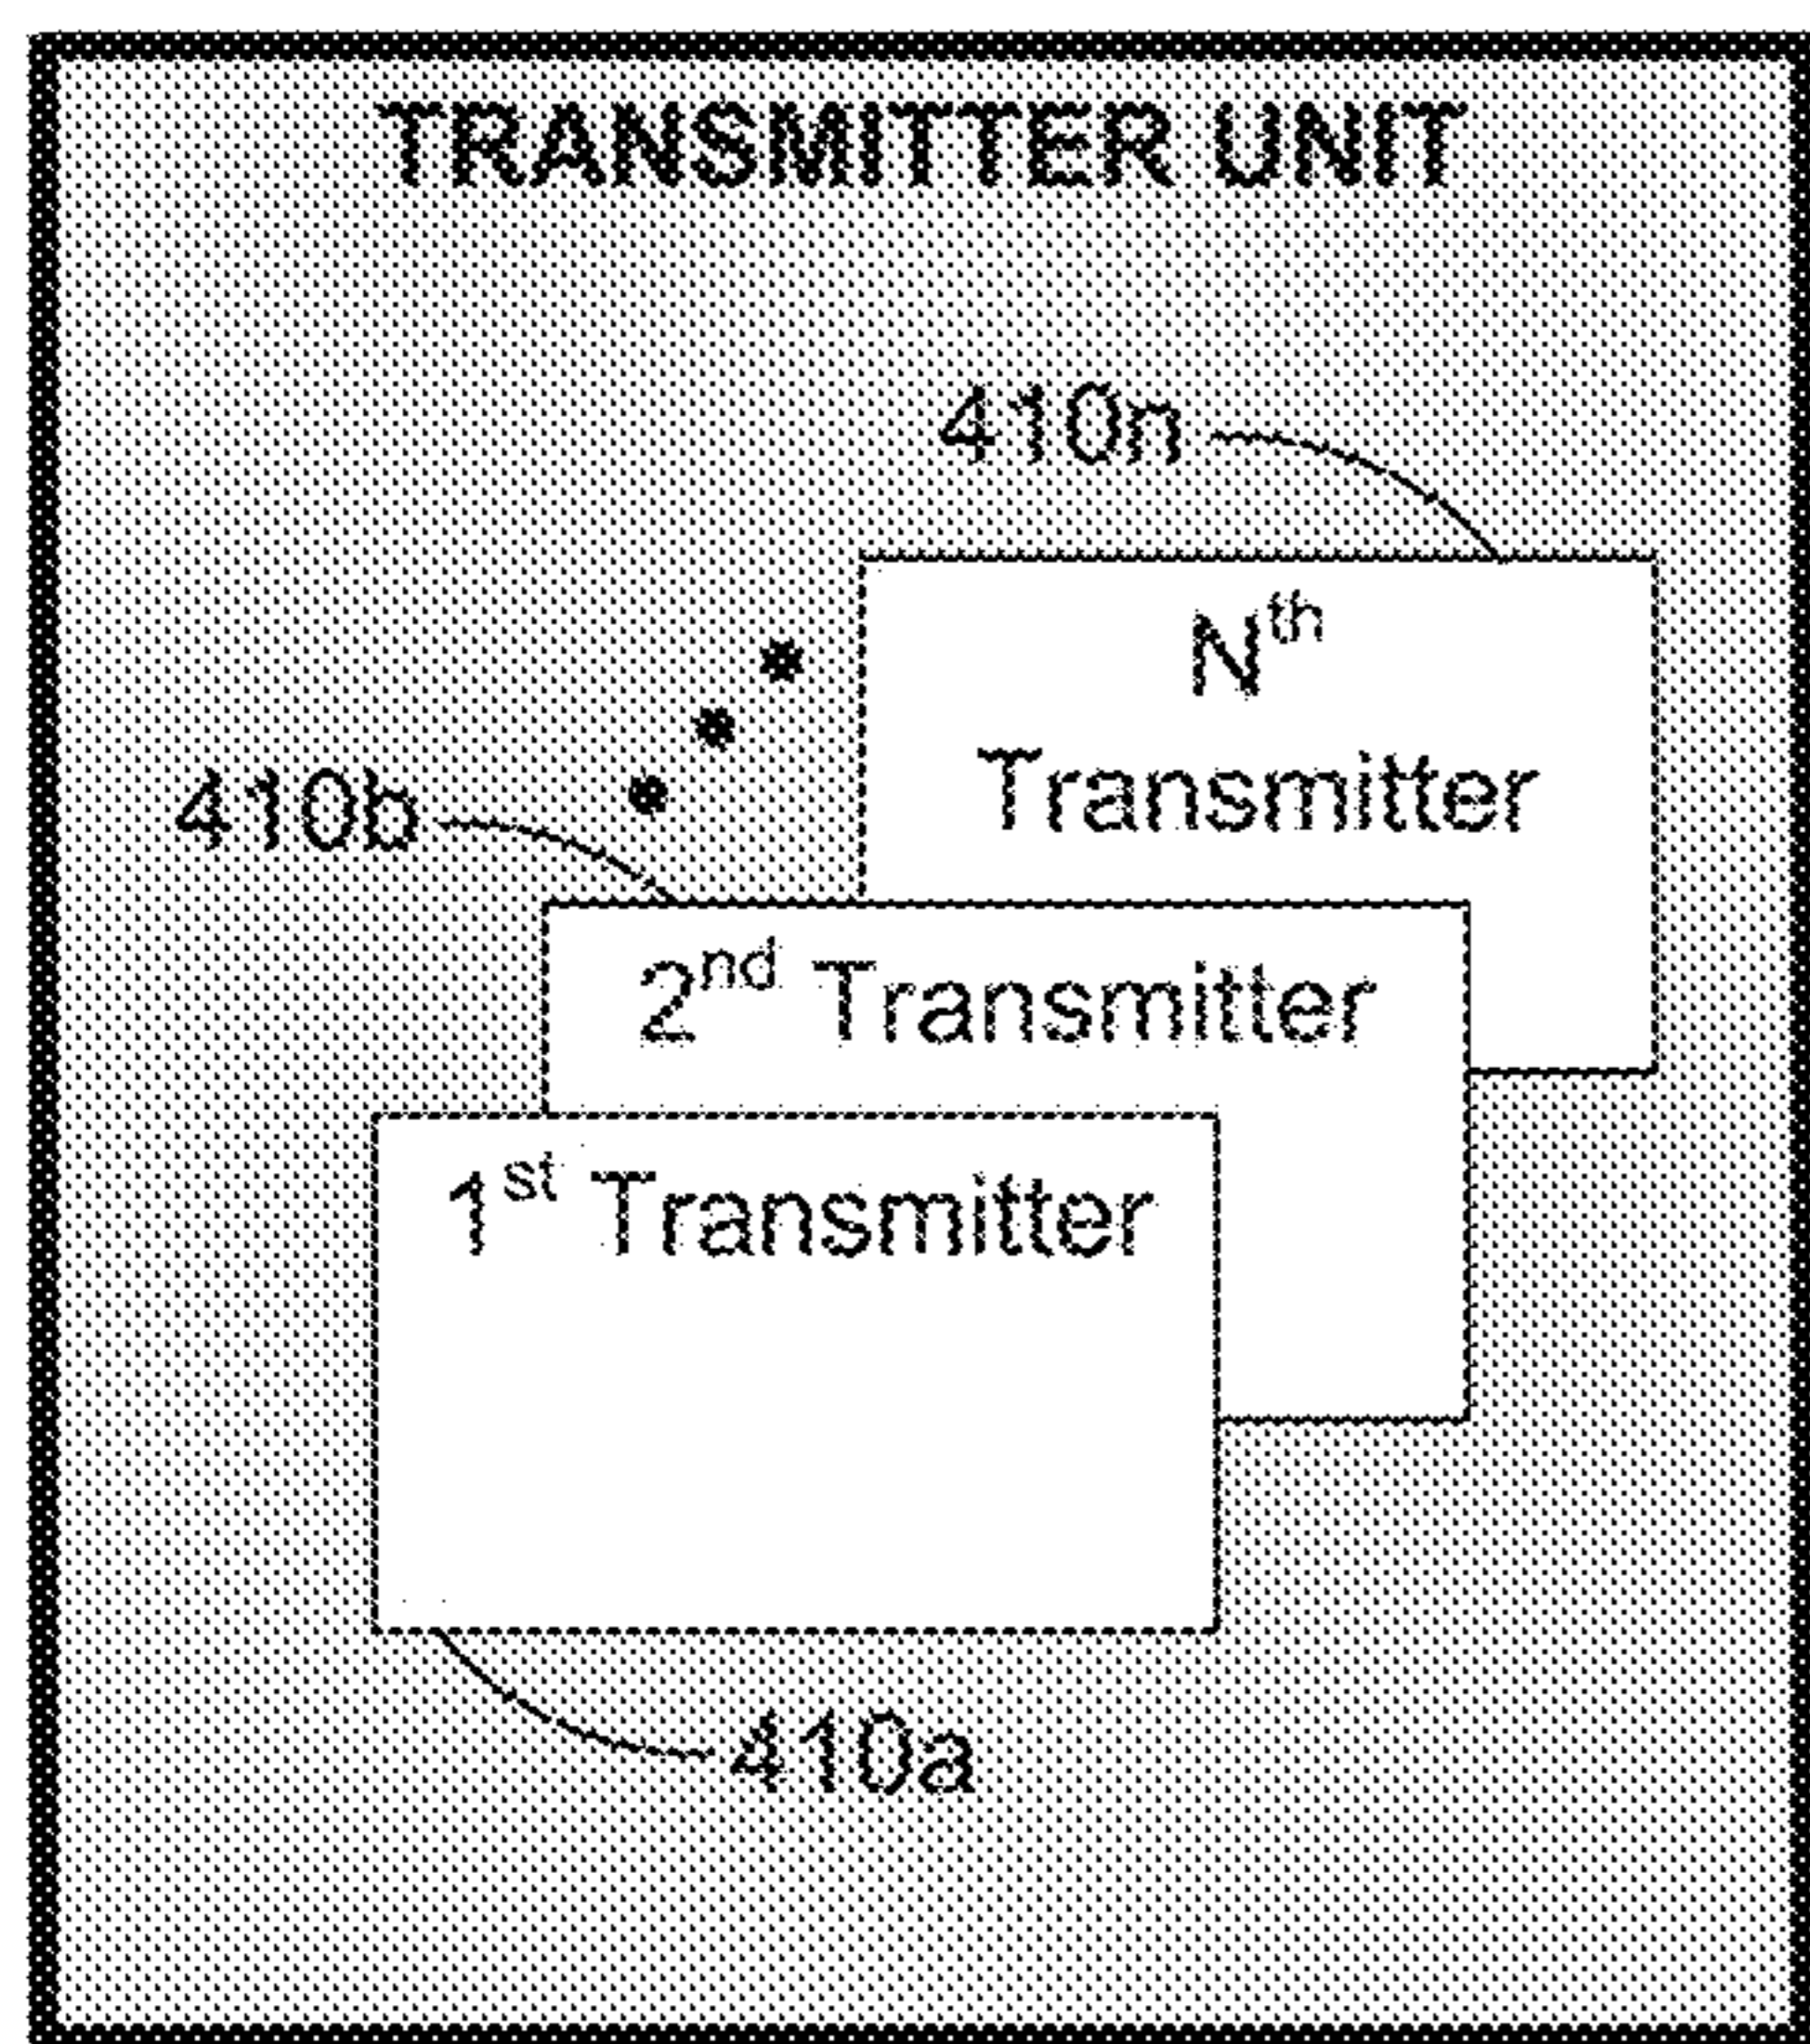 TRANSMITTER UNIT
410n
Nth
Transmitter
410b
2nd Transmitter
1st Transmitter
410a